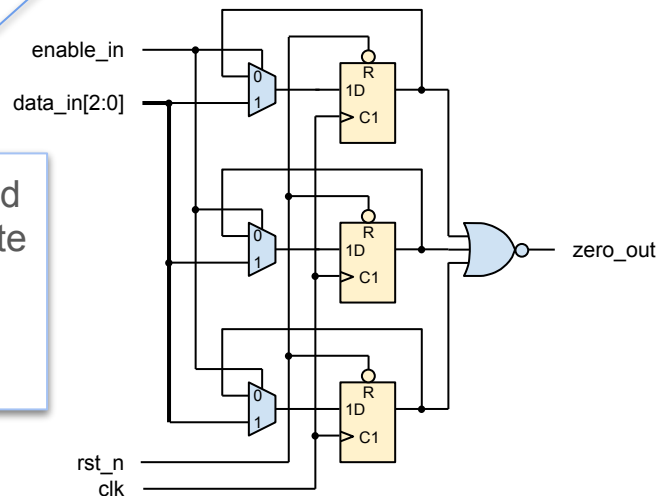 enable_in
data_in[2:0]
0
1
R
1D
C1
d
te
0
1
R
1D
C1
zero_out
0
1
R
1D
C1
rst_n
clk